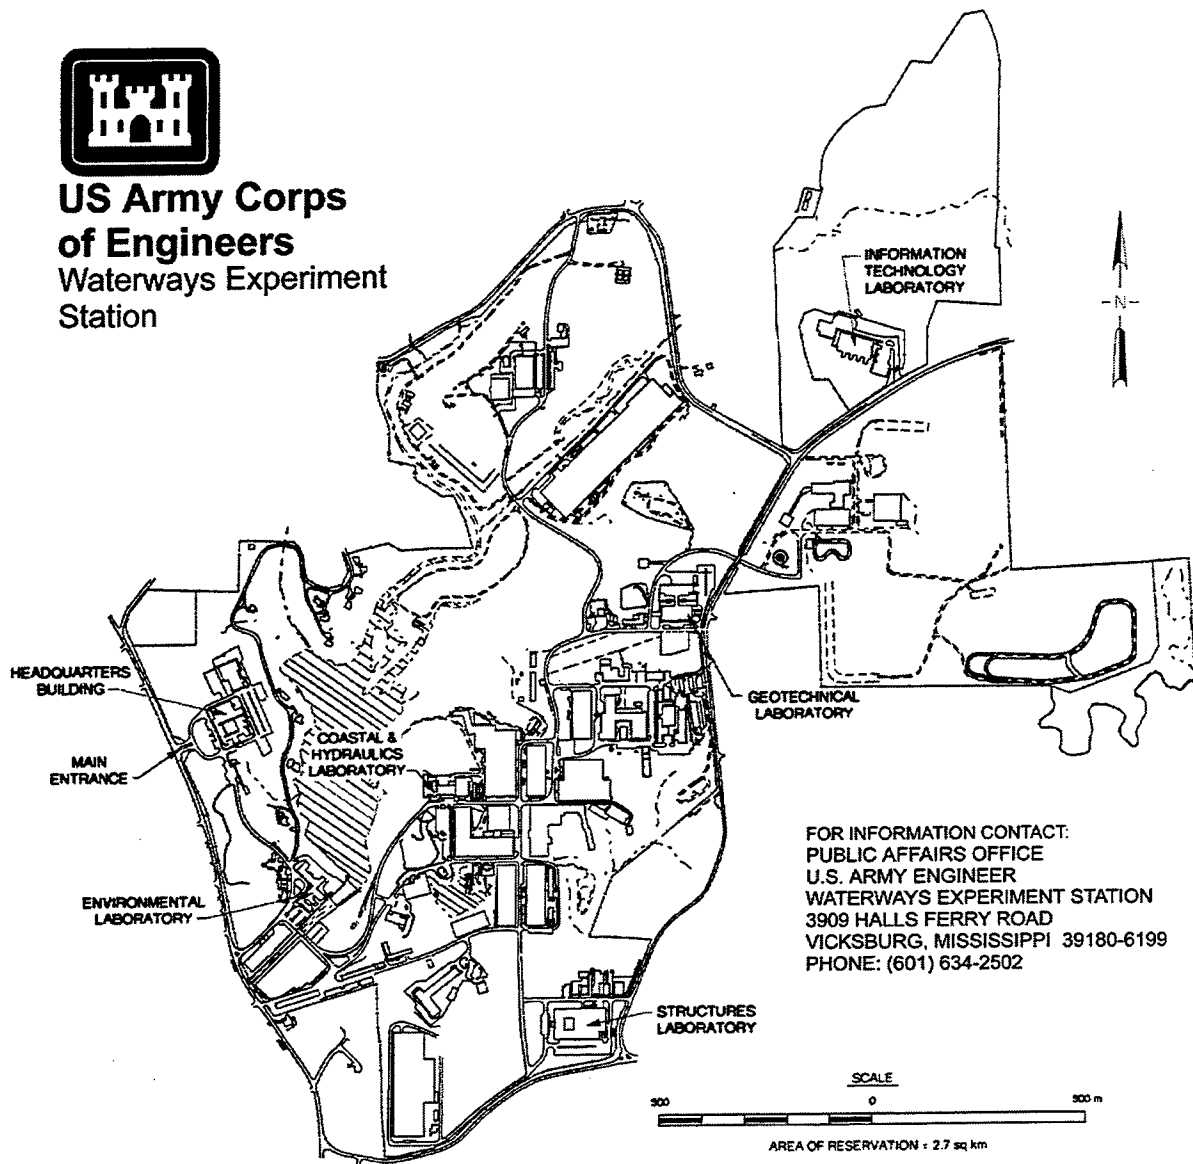 US Army Corps
of Engineers
Waterways Experiment
Station
INFORMATION
TECHNOLOGY
LABORATORY
N
HEADQUARTERS
BUILDING
MAIN
ENTRANCE
COASTAL &
HYDRAULICS
LABORATORY
GEOTECHNICAL
LABORATORY
ENVIRONMENTAL
LABORATORY
STRUCTURES
LABORATORY
FOR INFORMATION CONTACT:
PUBLIC AFFAIRS OFFICE
U.S. ARMY ENGINEER
WATERWAYS EXPERIMENT STATION
3909 HALLS FERRY ROAD
VICKSBURG, MISSISSIPPI 39180-6199
PHONE: (601) 634-2502
SCALE
0
AREA OF RESERVATION = 2.7 sq km